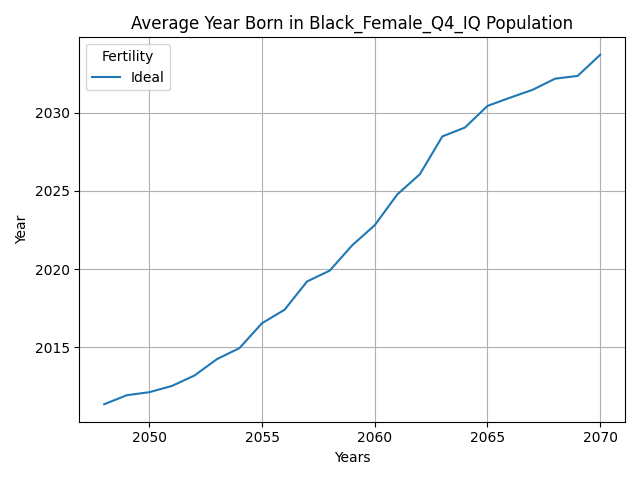 Average Year Born in Black_Female_Q4_IQ Population
Fertility
Ideal
Year
2030
2025
2020
2015
2050 2055 2060 2065 2070
Years